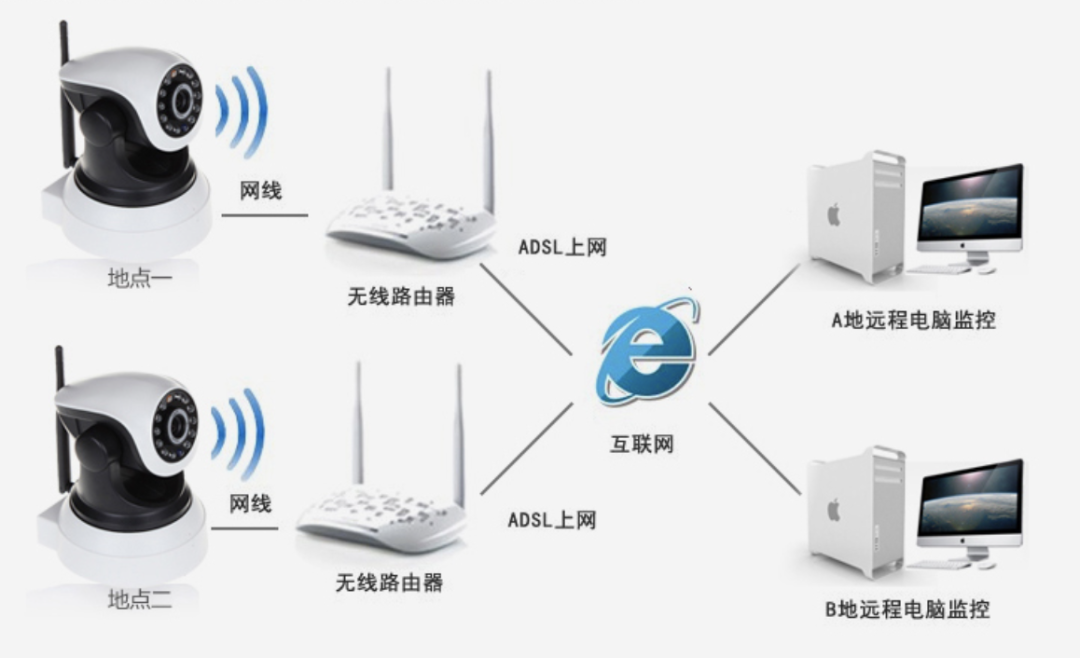 网线
地点一
无线路由器
ADSL上网
A地远程电脑监控
互联网
网线
地点二
无线路由器
ADSL上网
B地远程电脑监控